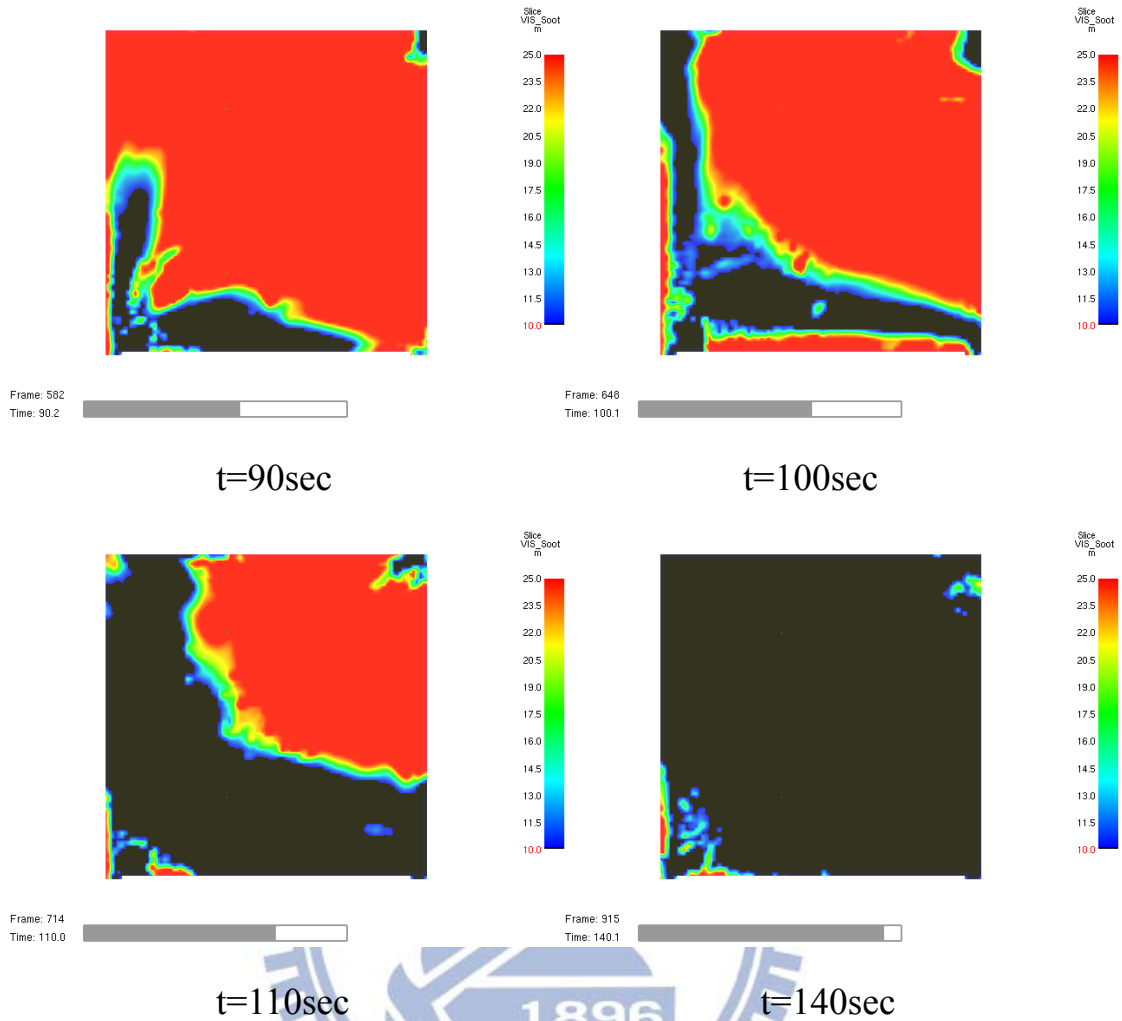 Slice
VIS_Soot
m
25.0
23.5
22.0
20.5
19.0
17.5
16.0
14.5
13.0
11.5
10.0
Frame: 582
Time: 90.2
t=90sec
Slice
VIS_Soot
m
25.0
23.5
22.0
20.5
19.0
17.5
16.0
14.5
13.0
11.5
10.0
Frame: 648
Time: 100.1
t=100sec
Slice
VIS_Soot
m
25.0
23.5
22.0
20.5
19.0
17.5
16.0
14.5
13.0
11.5
10.0
Frame: 714
Time: 110.0
t=110sec
Slice
VIS_Soot
m
25.0
23.5
22.0
20.5
19.0
17.5
16.0
14.5
13.0
11.5
10.0
Frame: 915
Time: 140.1
t=140sec
1896